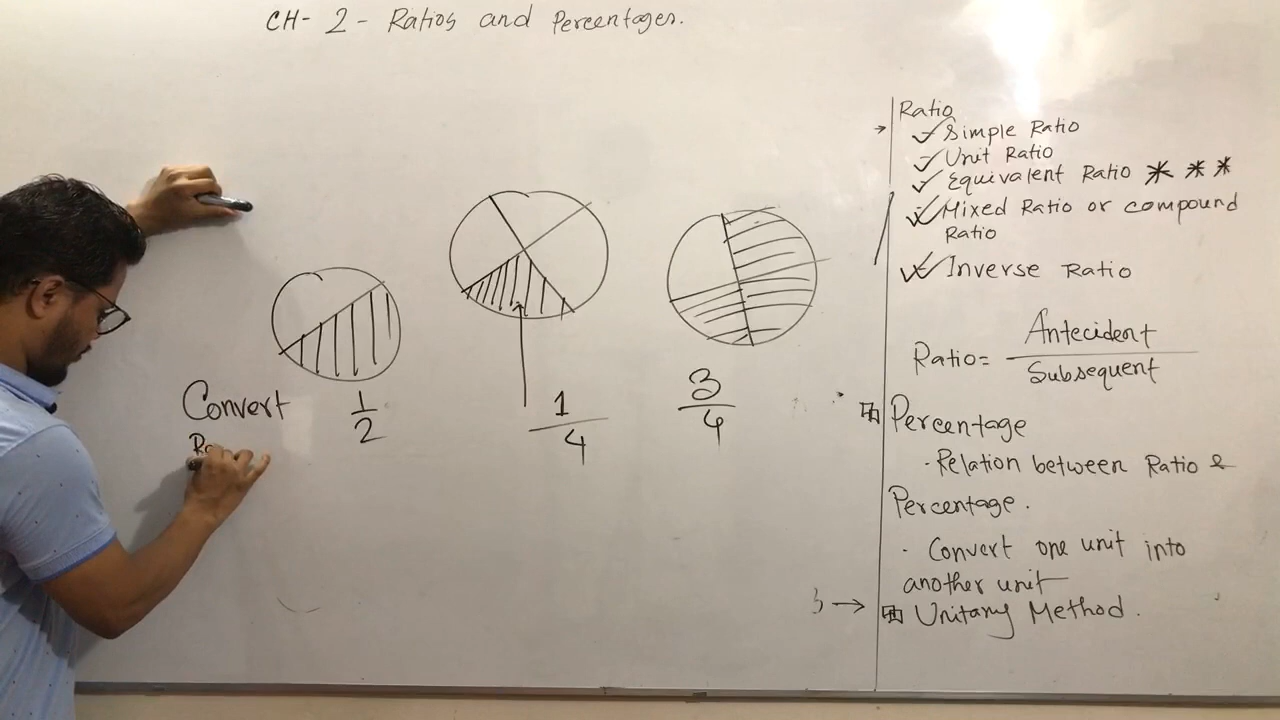 CH- 2 - Ratios and Percentages.
Convert
1/2
1/4
3/4
Ratio
Simple Ratio
Unit Ratio
Equivalent Ratio * * *
Mixed Ratio or compound
Ratio
Inverse Ratio
Ratio = Antecident / Subsequent
Percentage
· Relation between Ratio &
Percentage.
· Convert one unit into
another unit
Unitary Method.